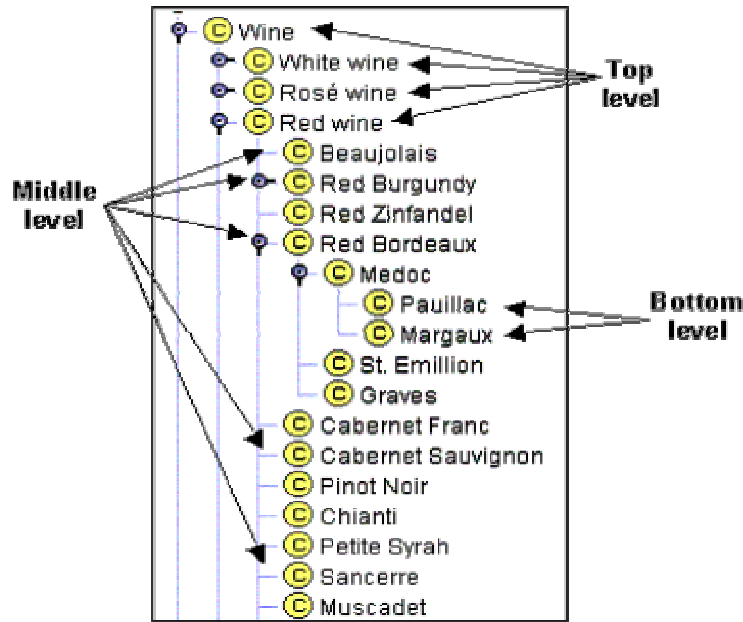 Wine
White wine
Rosé wine
Red wine
Beaujolais
Red Burgundy
Red Zinfandel
Red Bordeaux
Medoc
Pauillac
Margaux
St. Emillion
Graves
Cabernet Franc
Cabernet Sauvignon
Pinot Noir
Chianti
Petite Syrah
Sancerre
Muscadet
Top
level
Middle
level
Bottom
level